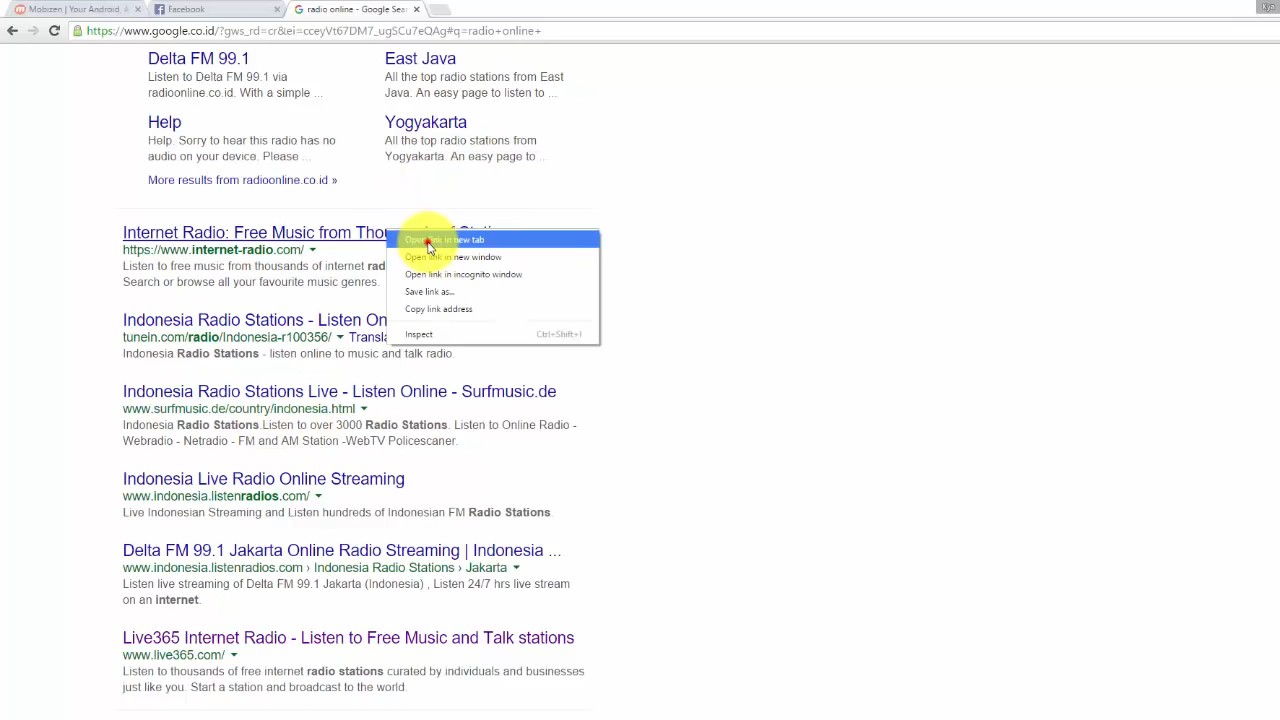 Mobizen | Your Android, A
Facebook
radio online - Google Sear
Kjo
https://www.google.co.id/?gws_rd=cr&ei=cceyVt67DM7_ugSCu7eQAg#q=radio+online+
Delta FM 99.1
Listen to Delta FM 99.1 via
radioonline.co.id. With a simple ...
East Java
All the top radio stations from East
Java. An easy page to listen to ...
Help
Help. Sorry to hear this radio has no
audio on your device. Please ...
Yogyakarta
All the top radio stations from
Yogyakarta. An easy page to ...
More results from radioonline.co.id »
Internet Radio: Free Music from Thousands of Stati
https://www.internet-radio.com/
Listen to free music from thousands of internet rad
Search or browse all your favourite music genres.
Open link in new tab
Open link in new window
Open link in incognito window
Save link as...
Copy link address
Inspect Ctrl+Shift+I
Indonesia Radio Stations - Listen On
tunein.com/radio/Indonesia-r100356/ Transla
Indonesia Radio Stations - listen online to music and talk radio.
Indonesia Radio Stations Live - Listen Online - Surfmusic.de
www.surfmusic.de/country/indonesia.html
Indonesia Radio Stations.Listen to over 3000 Radio Stations. Listen to Online Radio -
Webradio - Netradio - FM and AM Station -WebTV Policescaner.
Indonesia Live Radio Online Streaming
www.indonesia.listenradios.com/
Live Indonesian Streaming and Listen hundreds of Indonesian FM Radio Stations.
Delta FM 99.1 Jakarta Online Radio Streaming | Indonesia ...
www.indonesia.listenradios.com › Indonesia Radio Stations › Jakarta
Listen live streaming of Delta FM 99.1 Jakarta (Indonesia) , Listen 24/7 hrs live stream
on an internet.
Live365 Internet Radio - Listen to Free Music and Talk stations
www.live365.com/
Listen to thousands of free internet radio stations curated by individuals and businesses
just like you. Start a station and broadcast to the world.